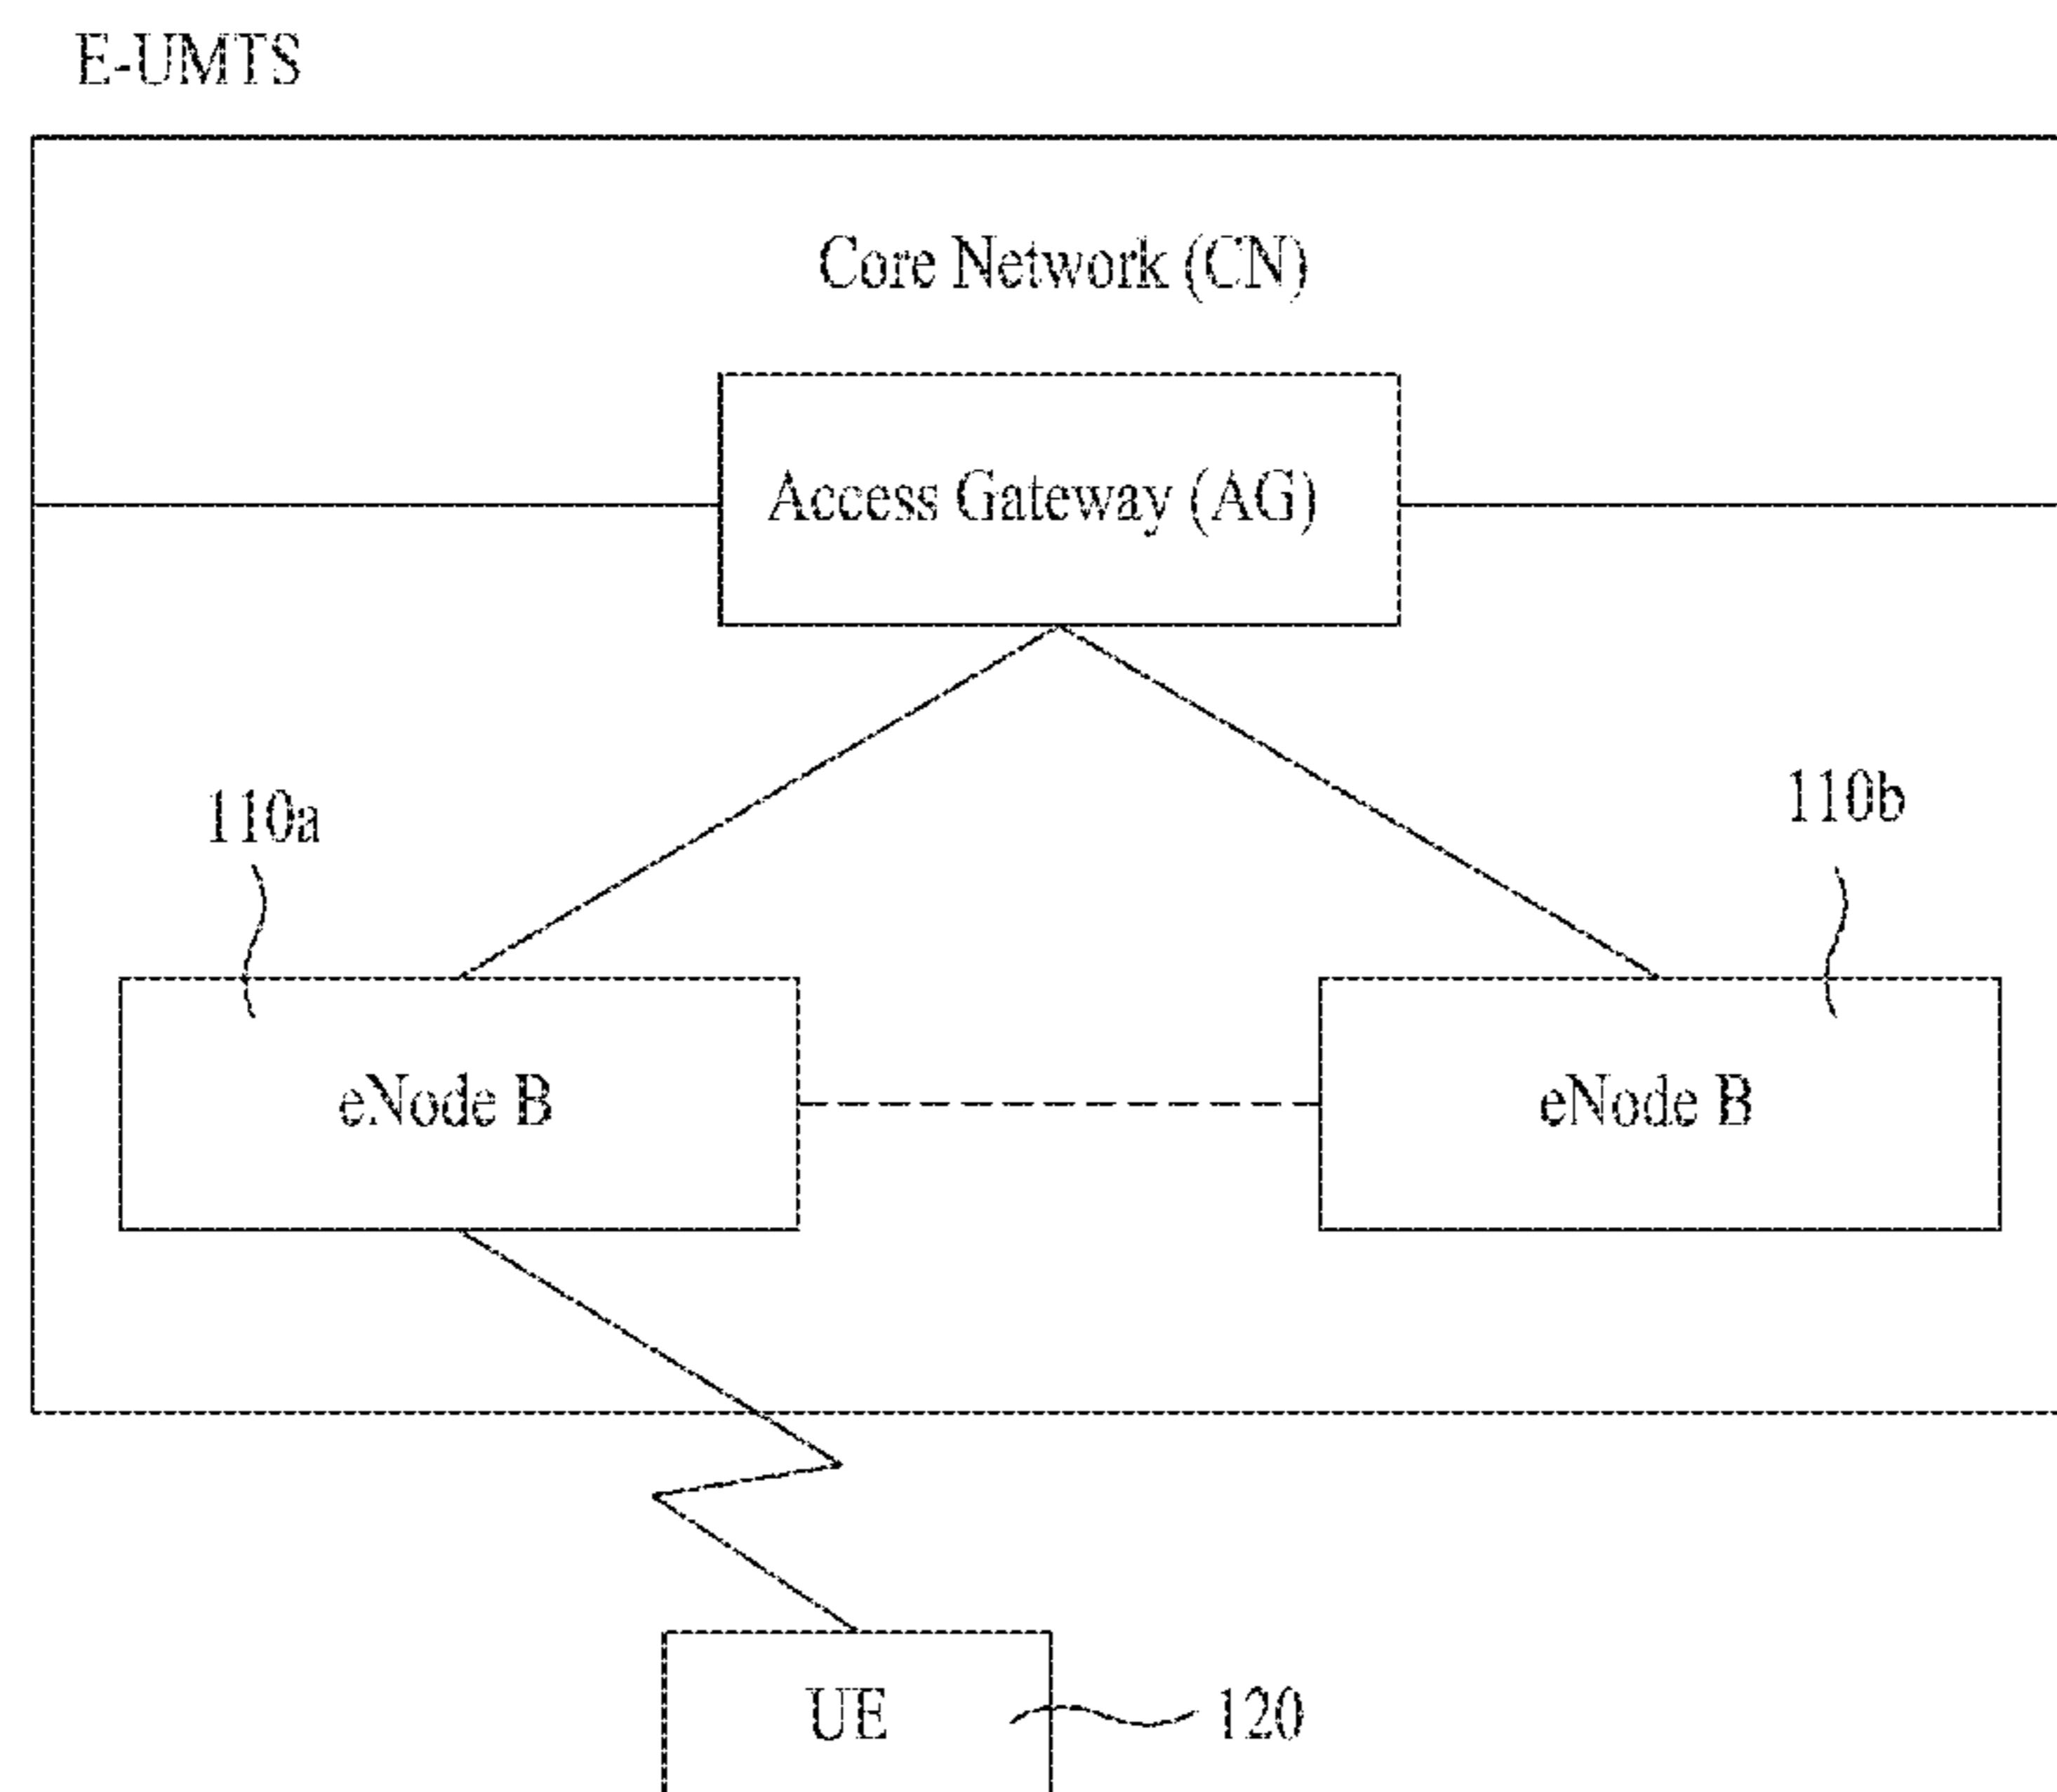 E-UMTS
Core Network (CN)
Access Gateway (AG)
110a
110b
eNode B
eNode B
UE
120